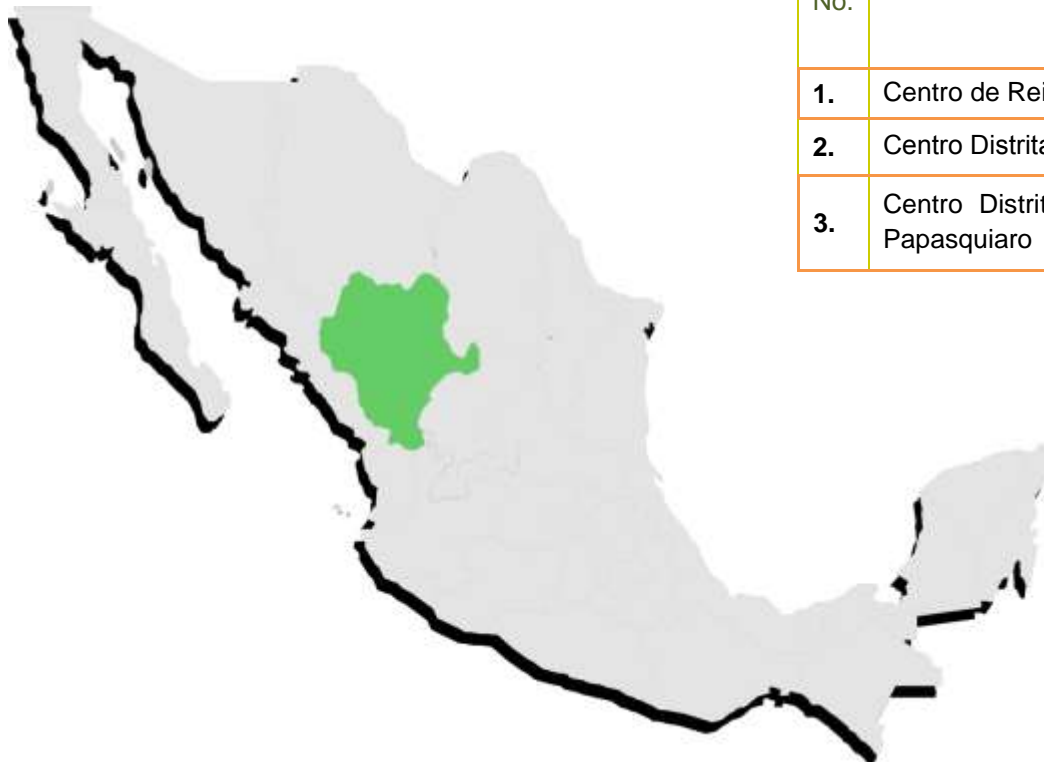 No.
1. Centro de Rei
2. Centro Distrita
3. Centro Distrit
Papasquiaro